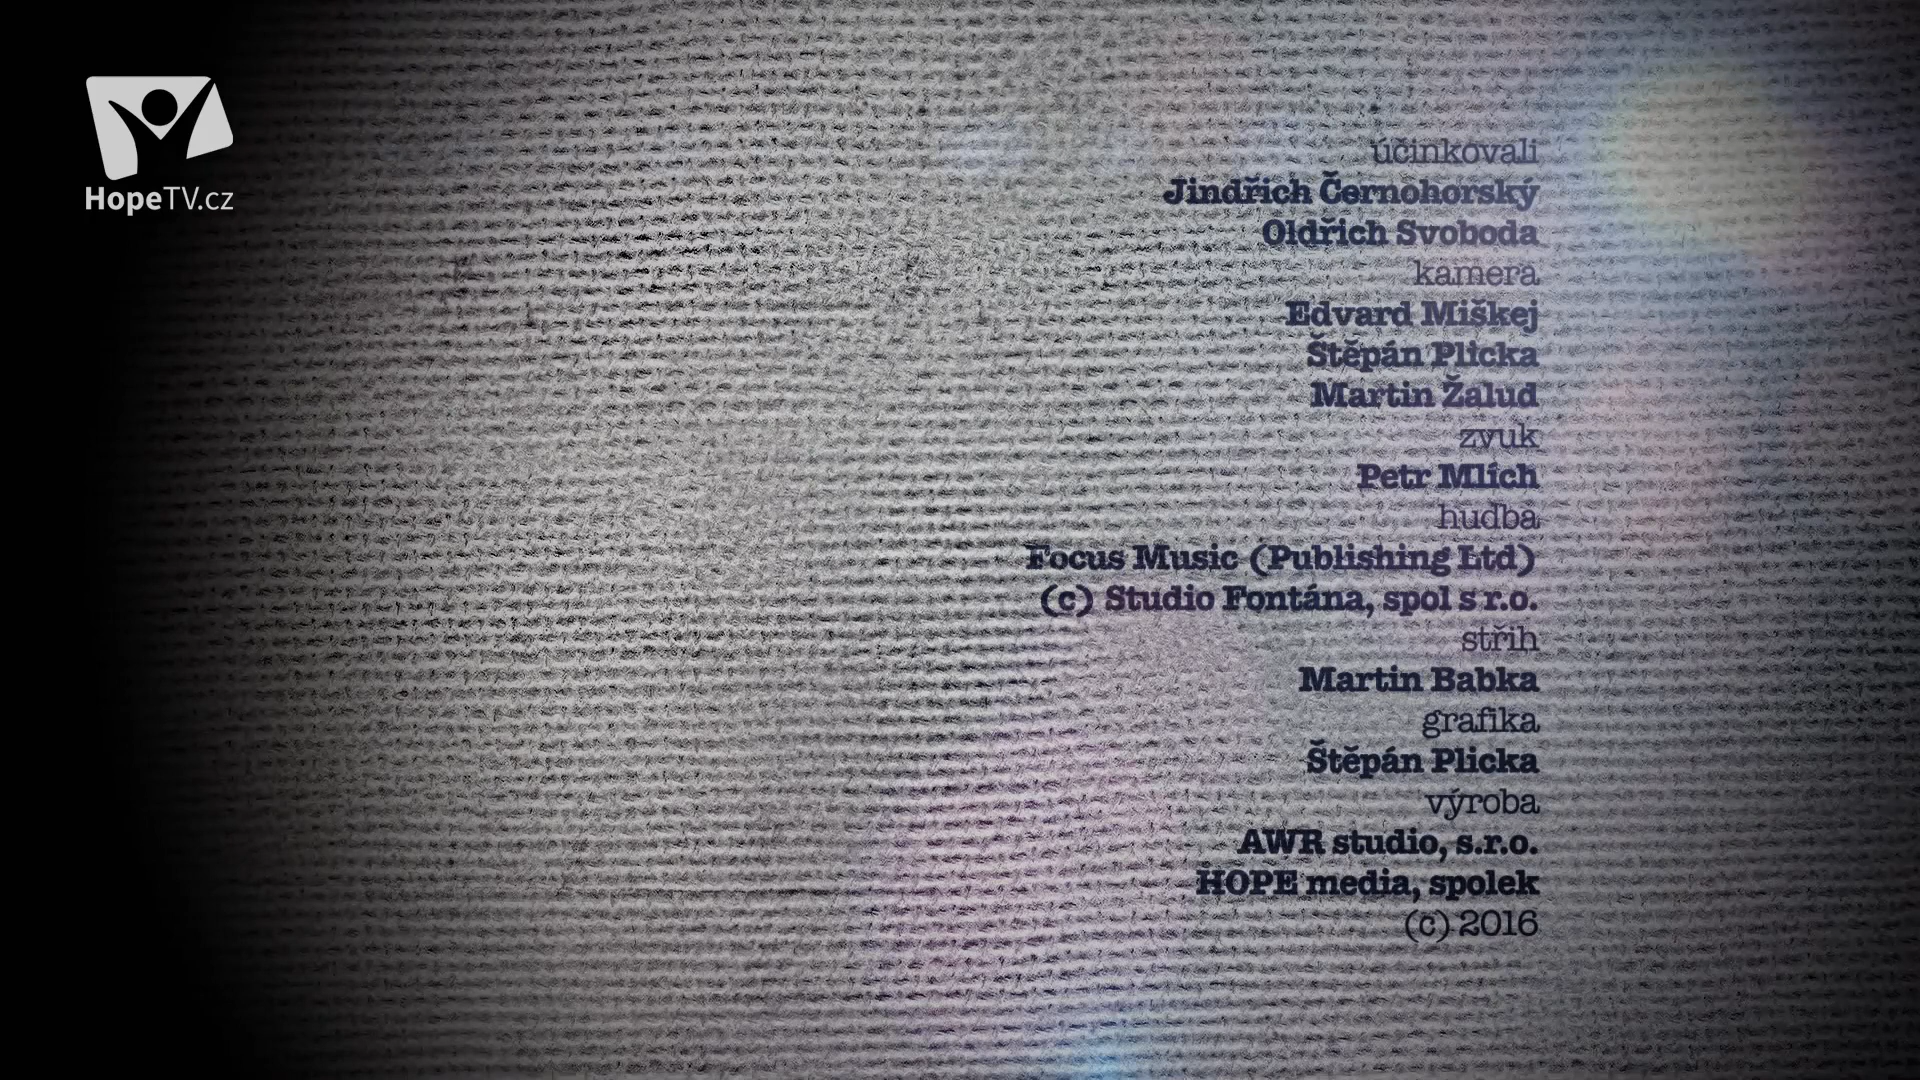 HopeTV.cz
účinkovali
Jindřich Černohorský
Oldřich Svoboda
kamera
Edvard Miškej
Štěpán Plicka
Martin Žalud
zvuk
Petr Mlích
hudba
Focus Music (Publishing Ltd)
(c) Studio Fontána, spol s r.o.
střih
Martin Babka
grafika
Štěpán Plicka
výroba
AWR studio, s.r.o.
HOPE media, spolek
(c) 2016